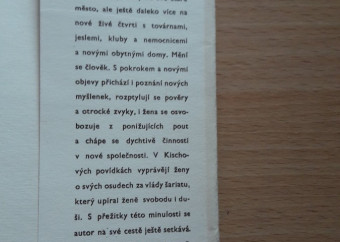 město, ale ještě daleko více na
nové živé čtvrti s továrnami,
jeslemi, kluby a nemocnicemi
a novými obytnými domy. Mění
se člověk. S pokrokem a novými
objevy přichází i poznání nových
myšlenek, rozptylují se pověry
a otrocké zvyky, i žena se osvo-
bozuje z ponižujících pout
a chápe se dychtivě činnosti
v nové společnosti. V Kischo-
vých povídkách vyprávějí ženy
o svých osudech za vlády šariatu,
který upíral ženě svobodu i du-
ši. S přežitky této minulosti se
autor na své cestě ještě setkává.